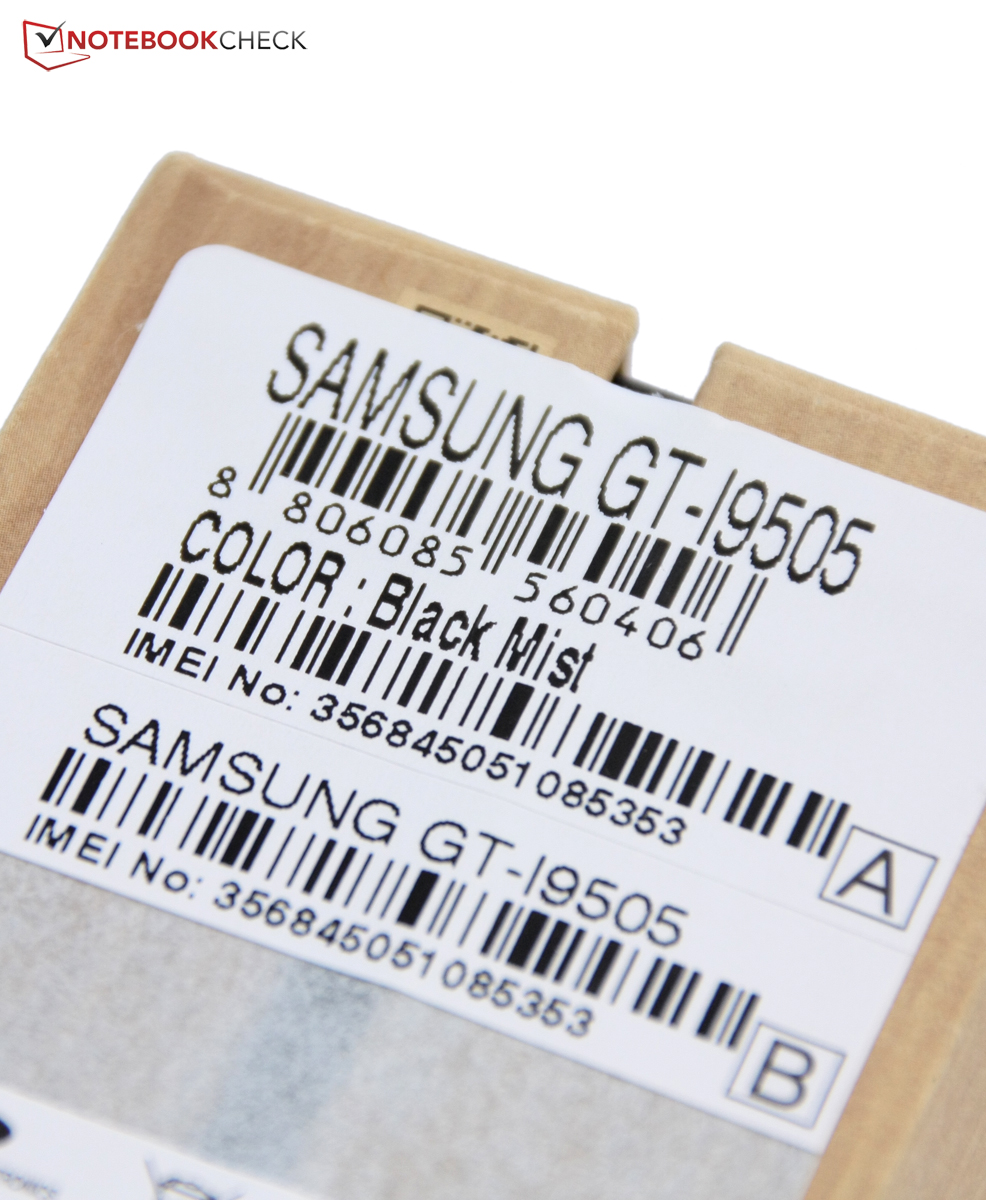 NOTEBOOKCHECK
SAMSUNG GT-I9505
8 806085 560406
COLOR : Black Mist
IMEI No: 356845051085353
A
SAMSUNG GT-I9505
IMEI No: 356845051085353
B